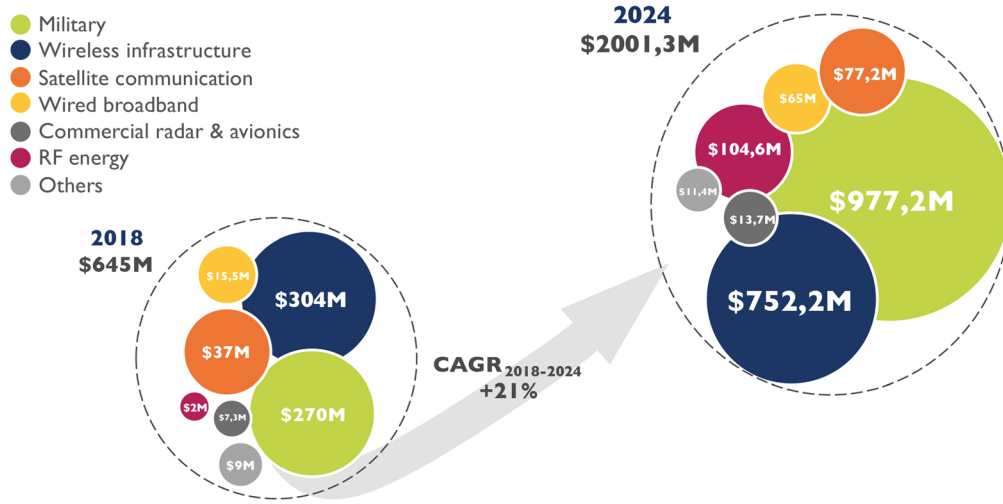 Military
Wireless infrastructure
Satellite communication
Wired broadband
Commercial radar & avionics
RF energy
Others
2018
$645M
$15,5M
$304M
$37M
$2M
$7,3M
$270M
$9M
CAGR2018-2024
+21%
2024
$2001,3M
$77,2M
$65M
$104,6M
$11,4M
$977,2M
$13,7M
$752,2M